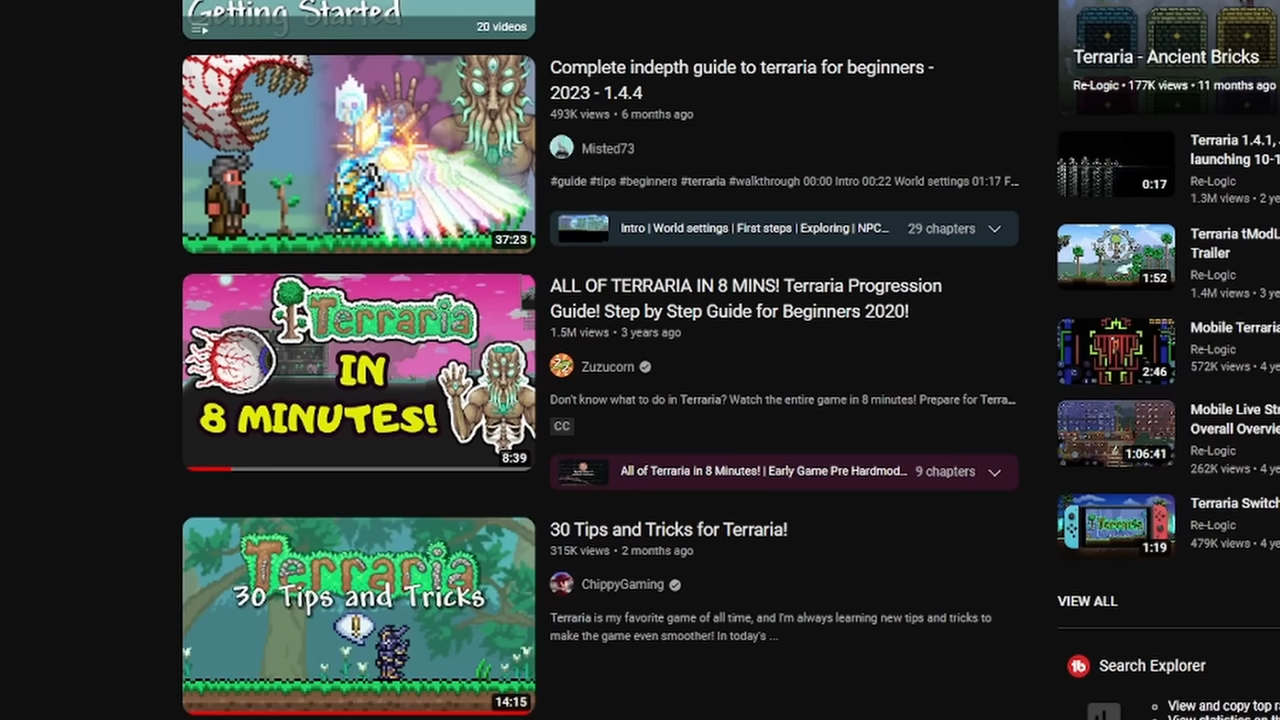 Getting Started
20 videos
37:23
Complete indepth guide to terraria for beginners -
2023 - 1.4.4
493K views • 6 months ago
Misted73
#guide #tips #beginners #terraria #walkthrough 00:00 Intro 00:22 World settings 01:17 F...
Intro | World settings | First steps | Exploring | NPC... 29 chapters
Terraria
IN
8 MINUTES!
8:39
ALL OF TERRARIA IN 8 MINS! Terraria Progression
Guide! Step by Step Guide for Beginners 2020!
1.5M views • 3 years ago
Zuzucorn
Don't know what to do in Terraria? Watch the entire game in 8 minutes! Prepare for Terra...
CC
All of Terraria in 8 Minutes! | Early Game Pre Hardmod... 9 chapters
Terraria
30 Tips and Tricks
!
14:15
30 Tips and Tricks for Terraria!
315K views • 2 months ago
ChippyGaming
Terraria is my favorite game of all time, and I'm always learning new tips and tricks to
make the game even smoother! In today's ...
Terraria - Ancient Bricks
Re-Logic • 177K views • 11 months ago
0:17
Terraria 1.4.1,
launching 10-1
Re-Logic
1.3M views • 2 ye
1:52
Terraria tModL
Trailer
Re-Logic
1.4M views • 3 ye
2:46
Mobile Terraria
Re-Logic
572K views • 4 ye
1:06:41
Mobile Live Str
Overall Overvie
Re-Logic
262K views • 4 ye
Terraria
1:19
Terraria Switch
Re-Logic
479K views • 4 ye
VIEW ALL
tb Search Explorer
View and copy top ra